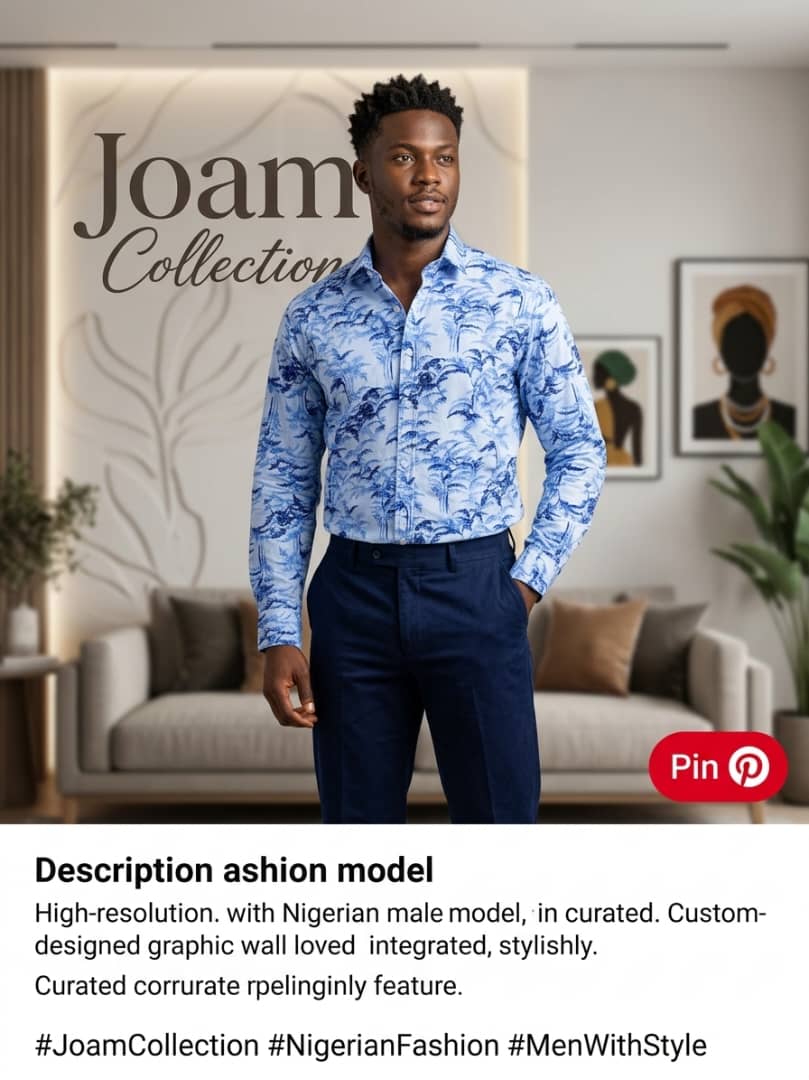 Joam
Collection
Pin
Description ashion model
High-resolution. with Nigerian male model, in curated. Custom-
designed graphic wall loved integrated, stylishly.
Curated corrurate rpelinginly feature.
#JoamCollection #NigerianFashion #MenWithStyle